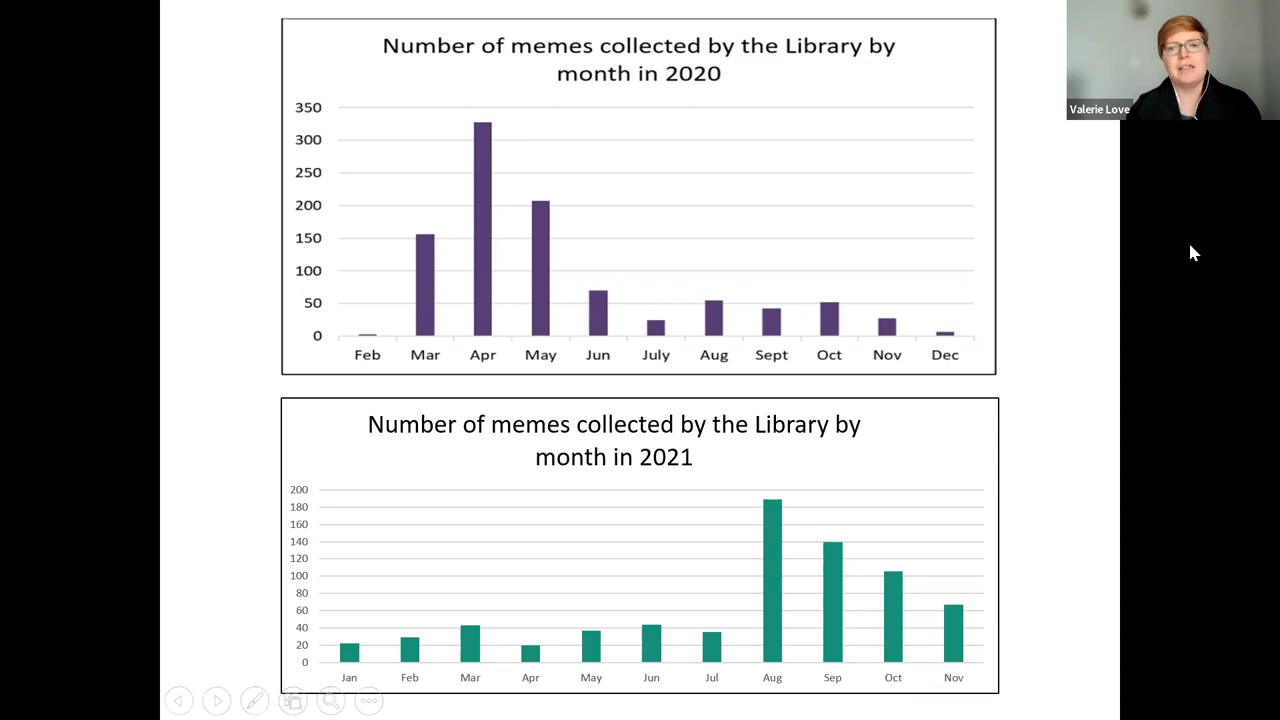 Number of memes collected by the Library by
month in 2020
350
300
250
200
150
100
50
0
Feb Mar Apr May Jun July Aug Sept Oct Nov Dec
Number of memes collected by the Library by
month in 2021
200
180
160
140
120
100
80
60
40
20
0
Jan Feb Mar Apr May Jun Jul Aug Sep Oct Nov
Valerie Love